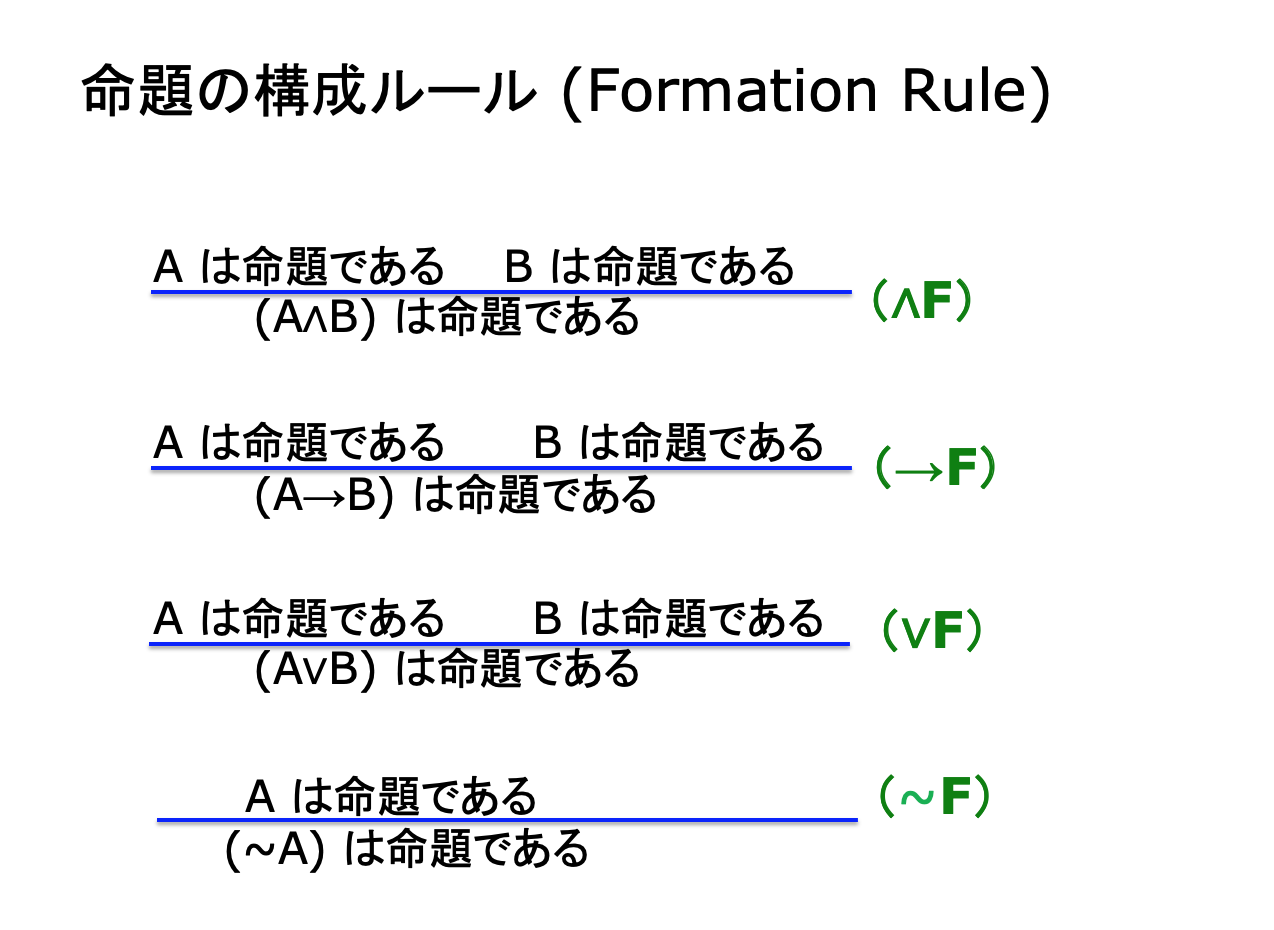 命題の構成ルール (Formation Rule)
A は命題である B は命題である
(A∧B) は命題である
(∧F)
A は命題である B は命題である
(A→B) は命題である
(→F)
A は命題である B は命題である
(A∨B) は命題である
(∨F)
A は命題である
(~A) は命題である
(~F)